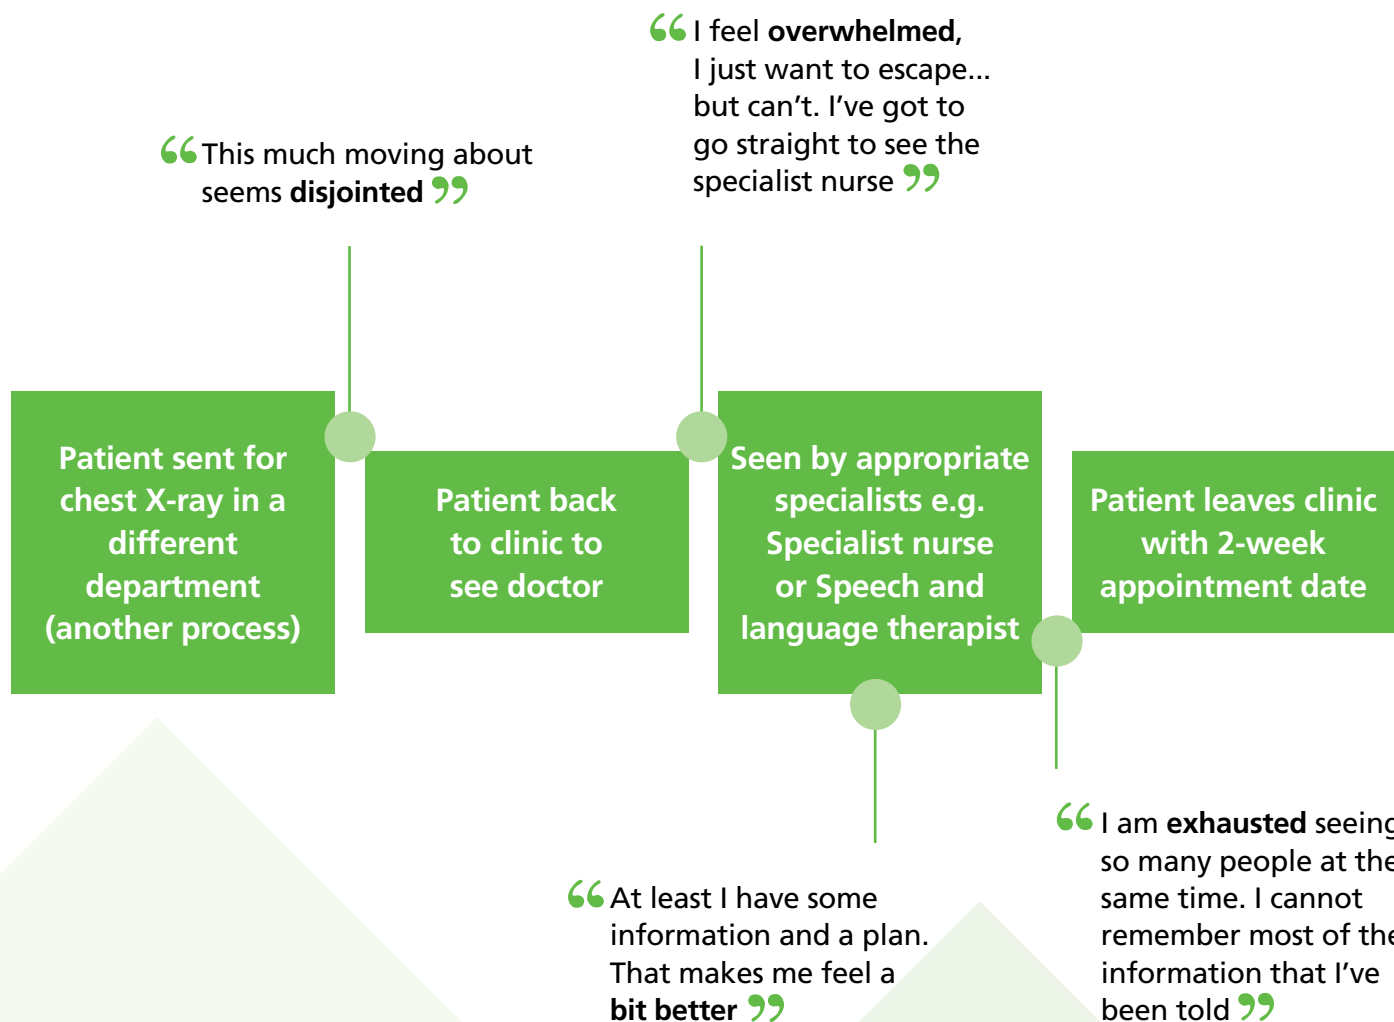 “I feel overwhelmed,
I just want to escape...
but can’t. I’ve got to
go straight to see the
specialist nurse”
“This much moving about
seems disjointed”
Patient sent for
chest X-ray in a
different
department
(another process)
Patient back
to clinic to
see doctor
Seen by appropriate
specialists e.g.
Specialist nurse
or Speech and
language therapist
Patient leaves clinic
with 2-week
appointment date
“At least I have some
information and a plan.
That makes me feel a
bit better”
“I am exhausted seeing
so many people at the
same time. I cannot
remember most of the
information that I’ve
been told”